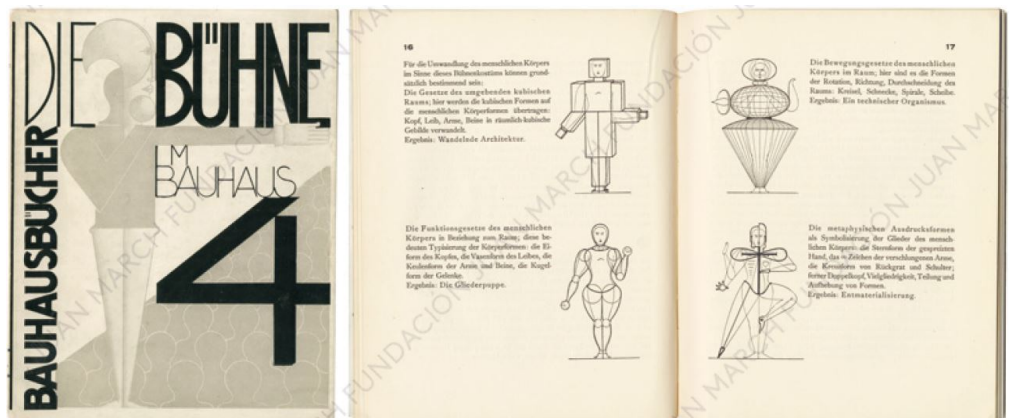 DIE BÜHNE
IM
BAUHAUS
4
BAUHAUSBÜCHER
16
Für die Umwandlung des menschlichen Körpers
im Sinne dieses Bühnenkostüms können grund-
sätzlich bestimmend sein:
Die Gesetze des umgebenden kubischen
Raumes; hier werden die kubischen Formen auf
die menschlichen Körperformen übertragen:
Kopf, Leib, Arme, Beine in räumlich-kubische
Gebilde verwandelt.
Ergebnis: Wandelnde Architektur.
Die Funktionsgesetze des menschlichen
Körpers in Beziehung zum Raum; diese be-
deuten Typisierung der Körperformen: die Ei-
form des Kopfes, die Vasenform des Leibes, die
Keulenform der Arme und Beine, die Kugel-
form der Gelenke.
Ergebnis: Die Gliederpuppe.
17
Die Bewegungsgesetze des menschlichen
Körpers im Raum; hier sind es die Formen
der Rotation, Richtung, Durchschneidung des
Raums: Kreisel, Schnecke, Spirale, Scheibe.
Ergebnis: Ein technischer Organismus.
Die metaphysischen Ausdrucksformen
als Symbolisierung der Glieder des mensch-
lichen Körpers: die Sternform der gespreizten
Hand, das ∞ Zeichen der verschlungenen Arme,
die Kreuzform von Rückgrat und Schulter;
ferner Doppelkopf, Vielgliedrigkeit, Teilung und
Aufhebung von Formen.
Ergebnis: Entmaterialisierung.
FUNDACIÓN JUAN MARCH